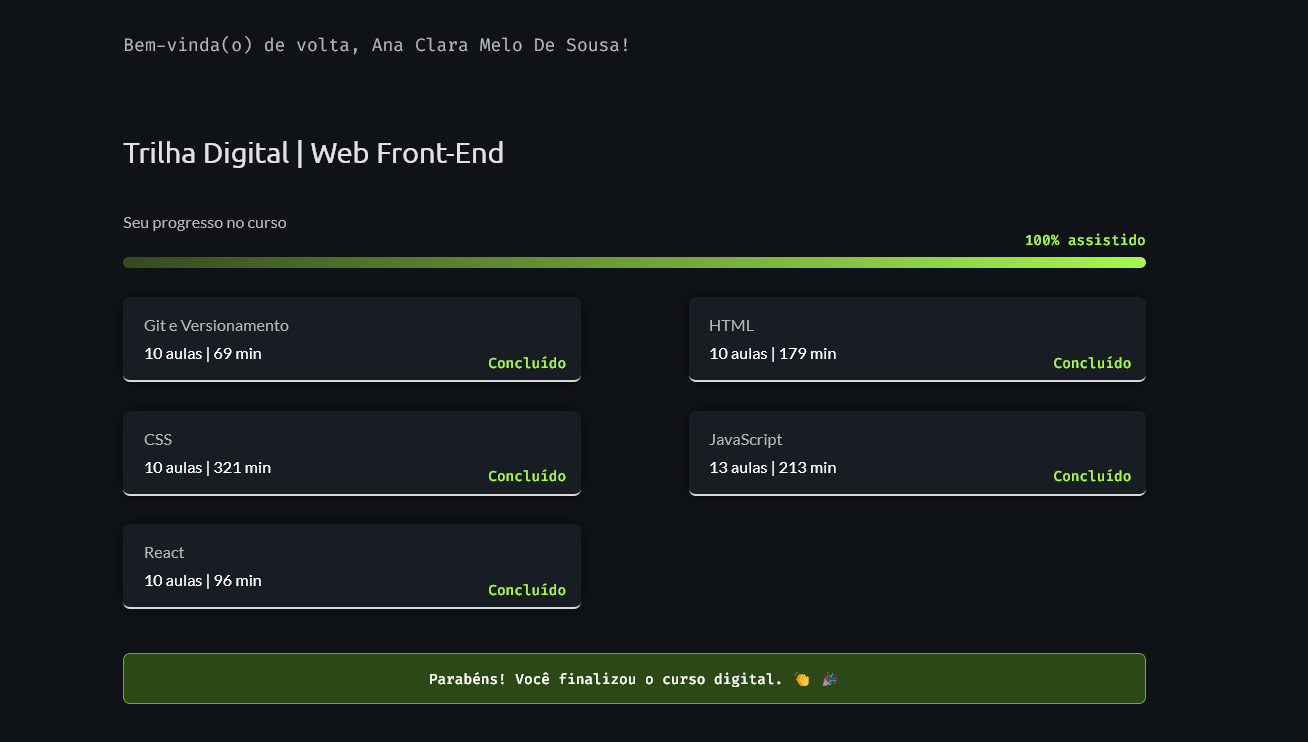 Bem-vinda(o) de volta, Ana Clara Melo De Sousa!
Trilha Digital | Web Front-End
Seu progresso no curso
100% assistido
Git e Versionamento
10 aulas | 69 min
Concluído
HTML
10 aulas | 179 min
Concluído
CSS
10 aulas | 321 min
Concluído
JavaScript
13 aulas | 213 min
Concluído
React
10 aulas | 96 min
Concluído
Parabéns! Você finalizou o curso digital. 👏 🎉